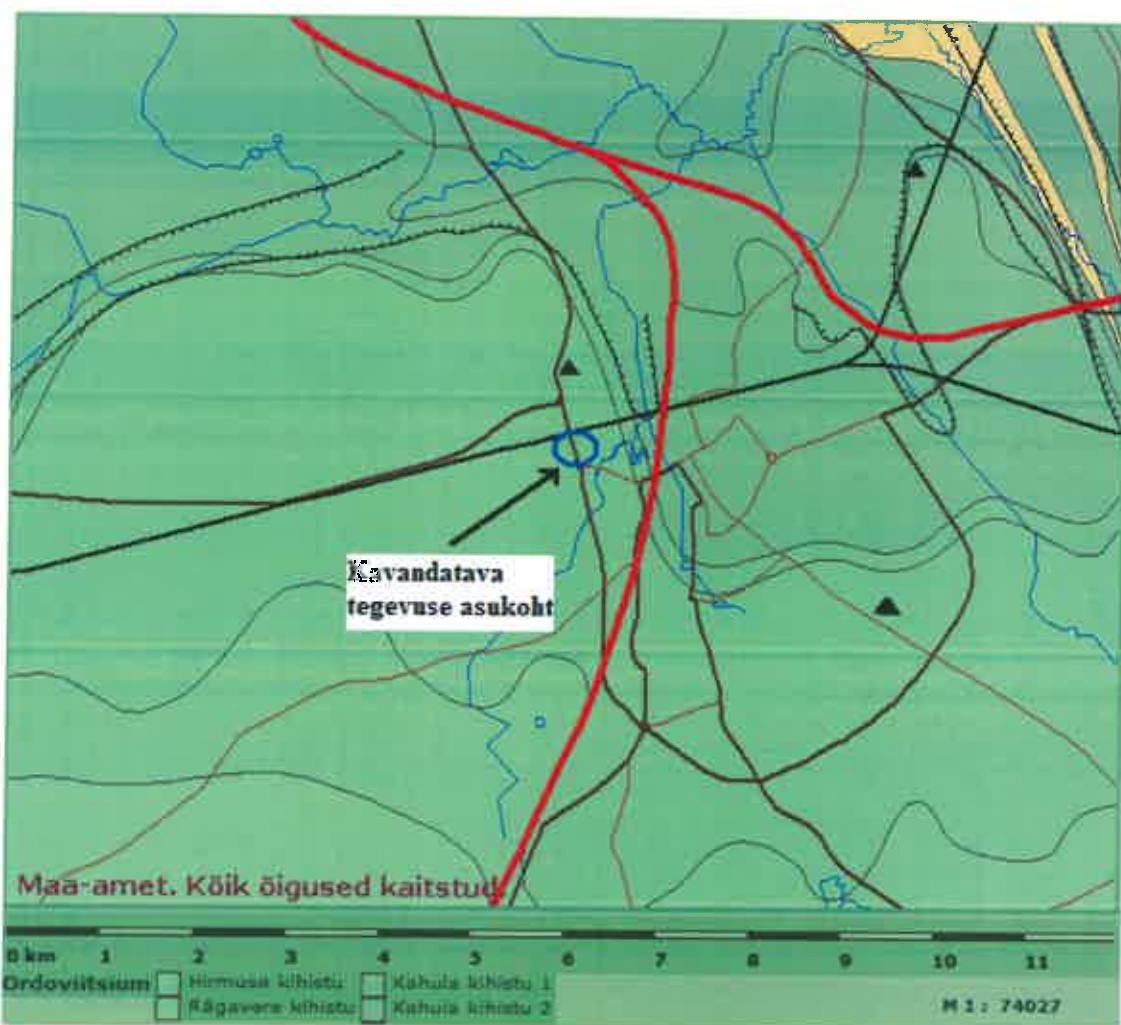 Kavandatava
tegevuse asukoht
Maa-amet. Kõik õigused kaitstud.
0 km 1 2 3 4 5 6 7 8 9 10 11
Ordoviitsium Hirmuse kihistu Kahula kihistu 1
Rägavere kihistu Kahula kihistu 2
M 1 : 74027